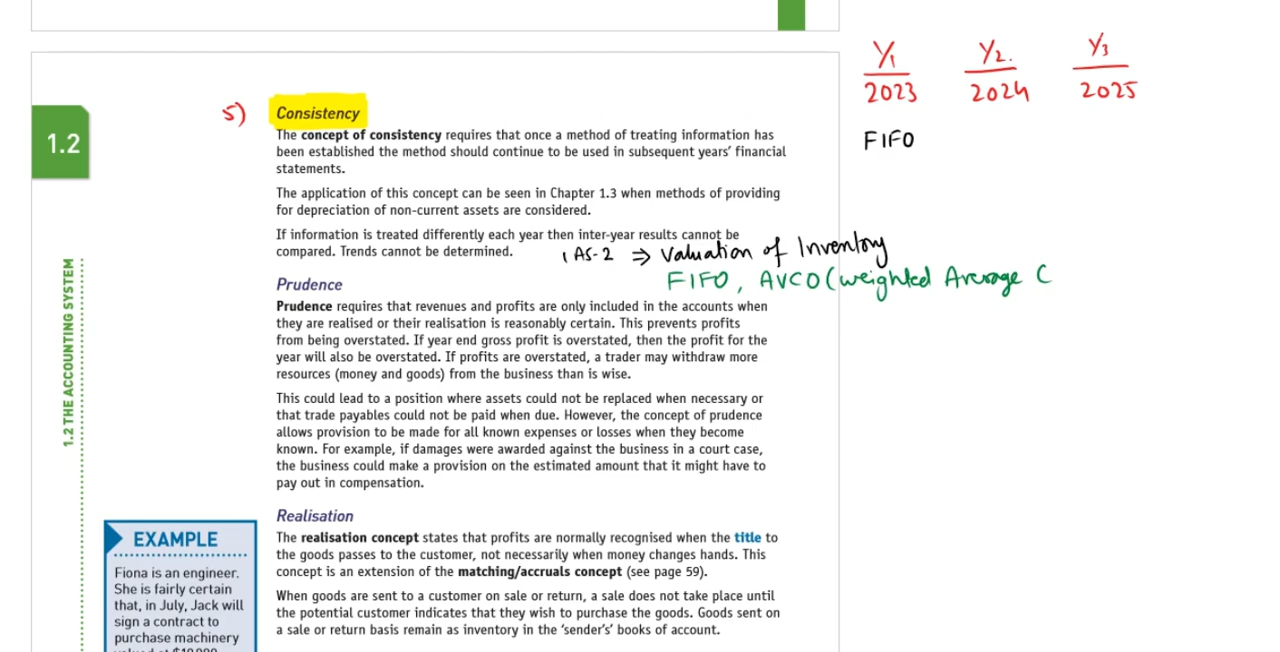 Y1 Y2. Y3
2023 2024 2025
FIFO
5) Consistency
1.2
The concept of consistency requires that once a method of treating information has
been established the method should continue to be used in subsequent years' financial
statements.
The application of this concept can be seen in Chapter 1.3 when methods of providing
for depreciation of non-current assets are considered.
If information is treated differently each year then inter-year results cannot be
compared. Trends cannot be determined.
IAS-2 ⇒ Valuation of Inventory
FIFO, AVCO (weighted Average C
1.2 THE ACCOUNTING SYSTEM
Prudence
Prudence requires that revenues and profits are only included in the accounts when
they are realised or their realisation is reasonably certain. This prevents profits
from being overstated. If year end gross profit is overstated, then the profit for the
year will also be overstated. If profits are overstated, a trader may withdraw more
resources (money and goods) from the business than is wise.
This could lead to a position where assets could not be replaced when necessary or
that trade payables could not be paid when due. However, the concept of prudence
allows provision to be made for all known expenses or losses when they become
known. For example, if damages were awarded against the business in a court case,
the business could make a provision on the estimated amount that it might have to
pay out in compensation.
Realisation
The realisation concept states that profits are normally recognised when the title to
the goods passes to the customer, not necessarily when money changes hands. This
concept is an extension of the matching/accruals concept (see page 59).
When goods are sent to a customer on sale or return, a sale does not take place until
the potential customer indicates that they wish to purchase the goods. Goods sent on
a sale or return basis remain as inventory in the 'sender's' books of account.
EXAMPLE
Fiona is an engineer.
She is fairly certain
that, in July, Jack will
sign a contract to
purchase machinery